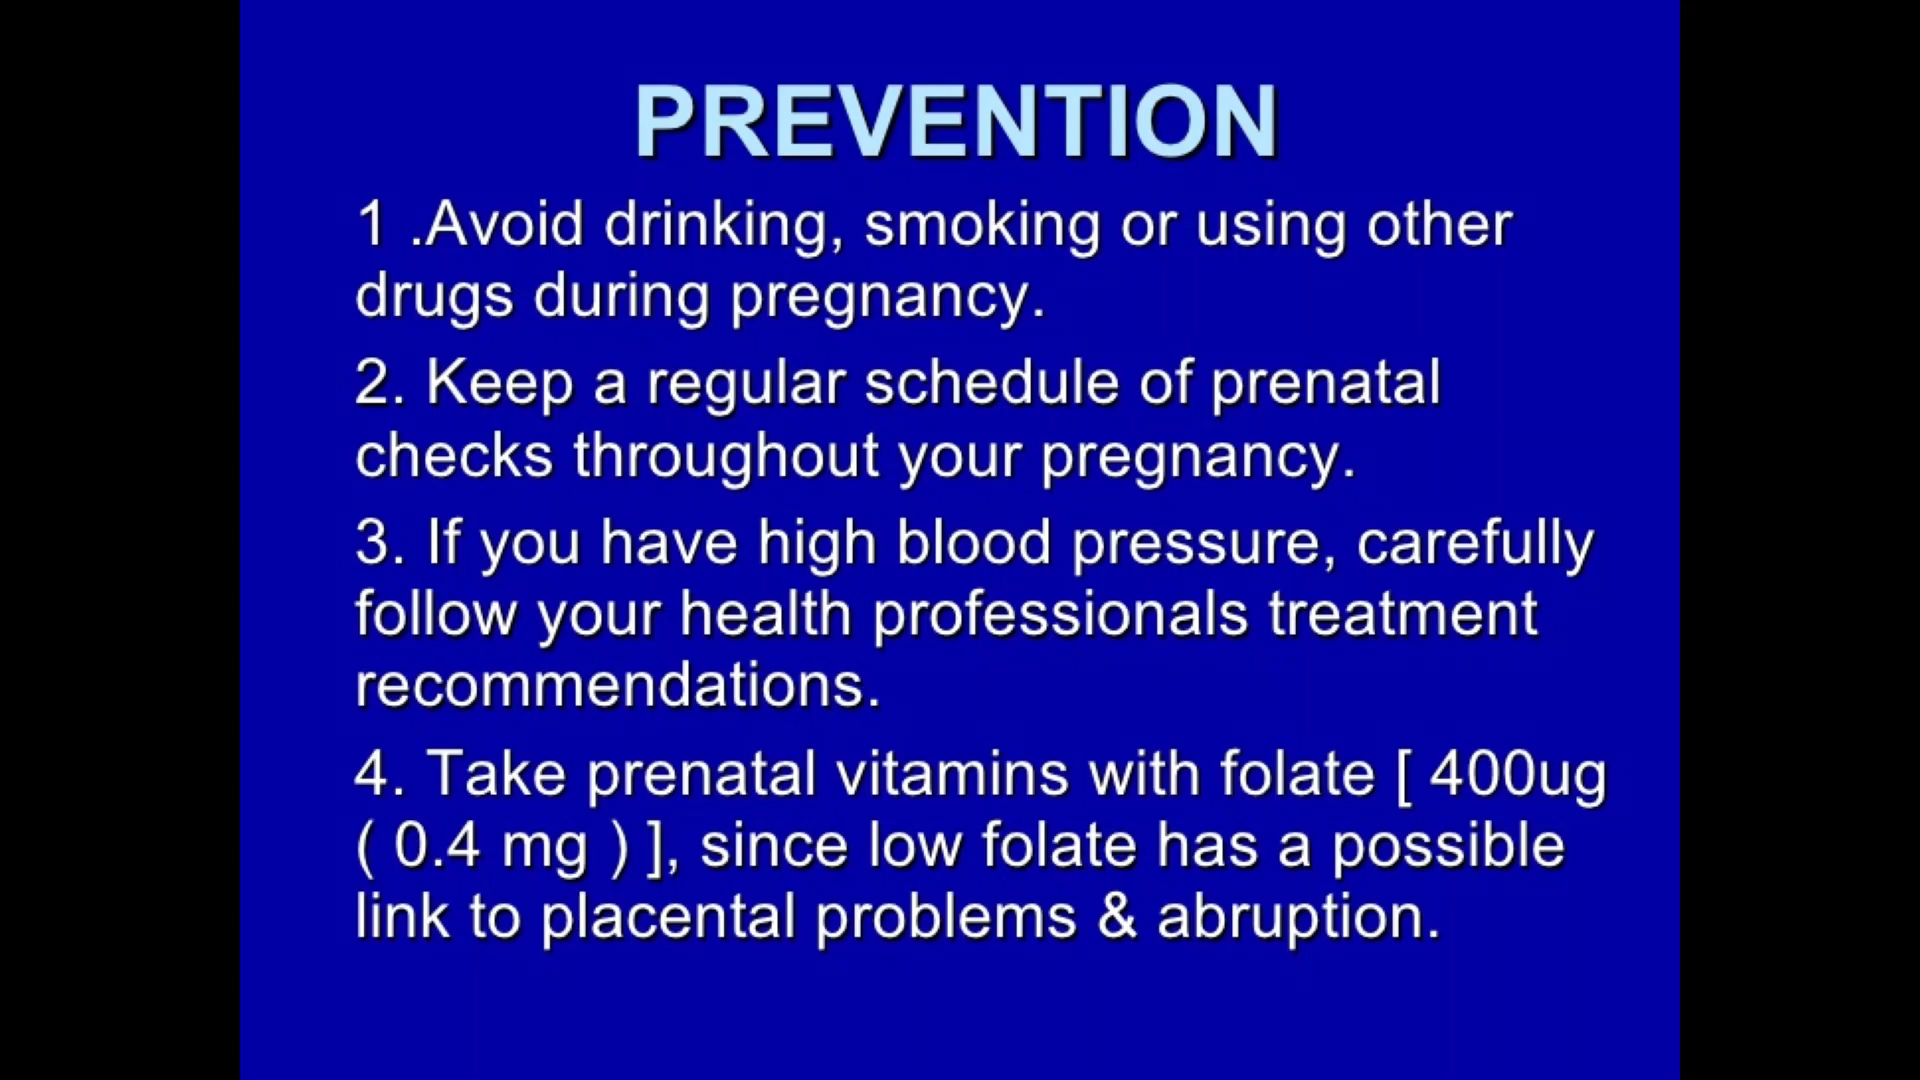 PREVENTION
1 .Avoid drinking, smoking or using other
drugs during pregnancy.
2. Keep a regular schedule of prenatal
checks throughout your pregnancy.
3. If you have high blood pressure, carefully
follow your health professionals treatment
recommendations.
4. Take prenatal vitamins with folate [ 400ug
( 0.4 mg ) ], since low folate has a possible
link to placental problems & abruption.